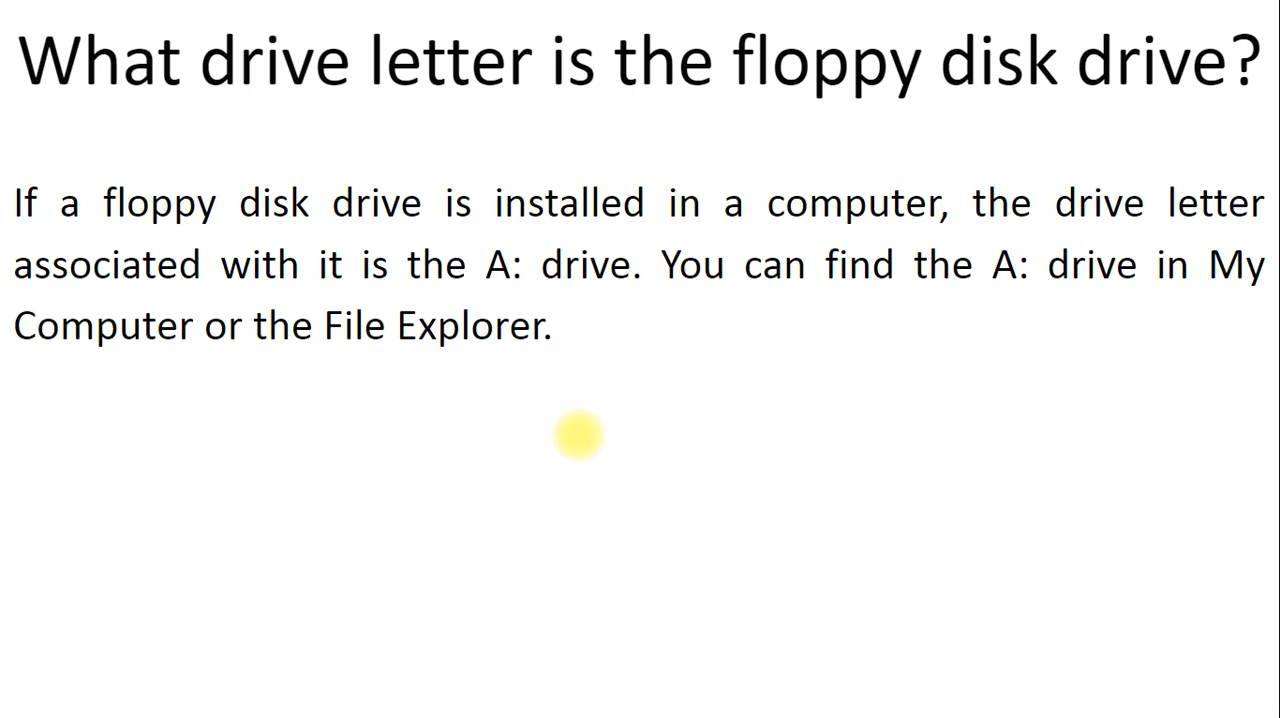 What drive letter is the floppy disk drive?
If a floppy disk drive is installed in a computer, the drive letter
associated with it is the A: drive. You can find the A: drive in My
Computer or the File Explorer.